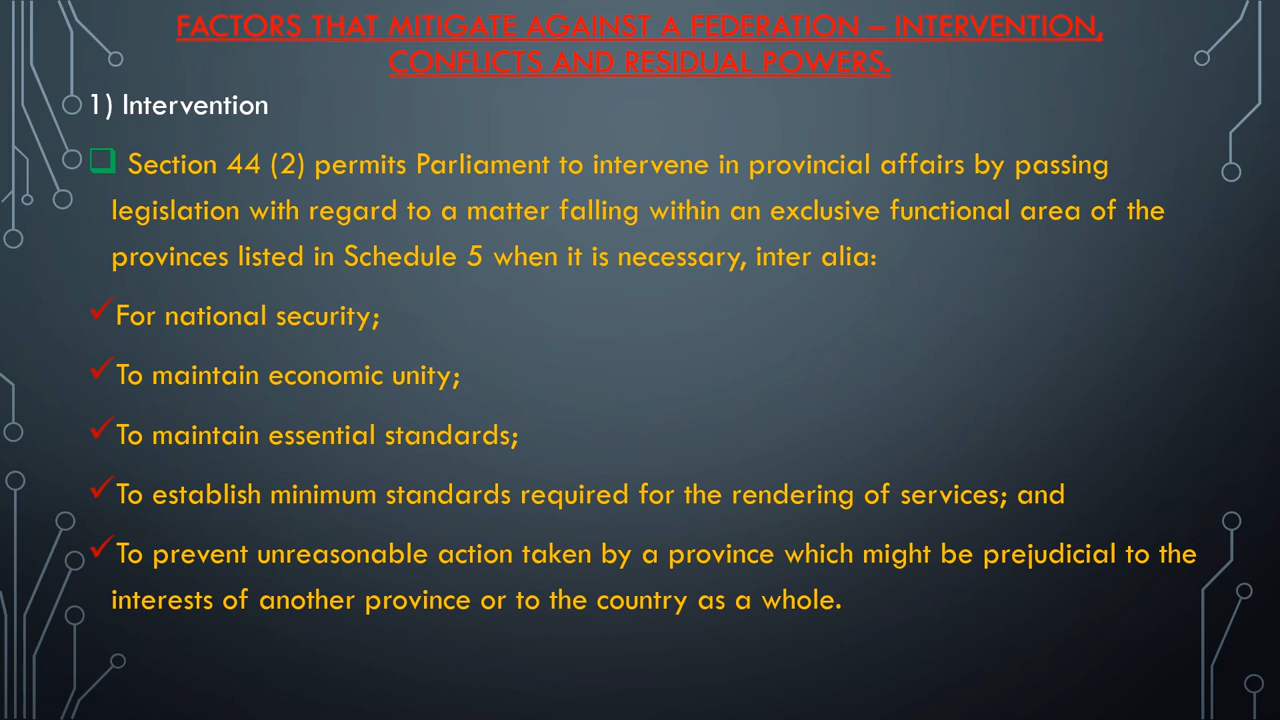 FACTORS THAT MITIGATE AGAINST A FEDERATION – INTERVENTION,
CONFLICTS AND RESIDUAL POWERS.
1) Intervention
Section 44 (2) permits Parliament to intervene in provincial affairs by passing
legislation with regard to a matter falling within an exclusive functional area of the
provinces listed in Schedule 5 when it is necessary, inter alia:
For national security;
To maintain economic unity;
To maintain essential standards;
To establish minimum standards required for the rendering of services; and
To prevent unreasonable action taken by a province which might be prejudicial to the
interests of another province or to the country as a whole.